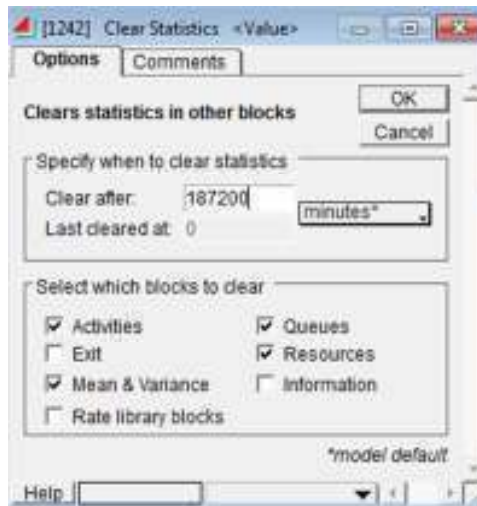 [1242] Clear Statistics <Value>
Options Comments
OK
Clears statistics in other blocks
Cancel
Specify when to clear statistics
Clear after: 187200 minutes*
Last cleared at: 0
Select which blocks to clear
Activities Queues
Exit Resources
Mean & Variance Information
Rate library blocks
*model default
Help